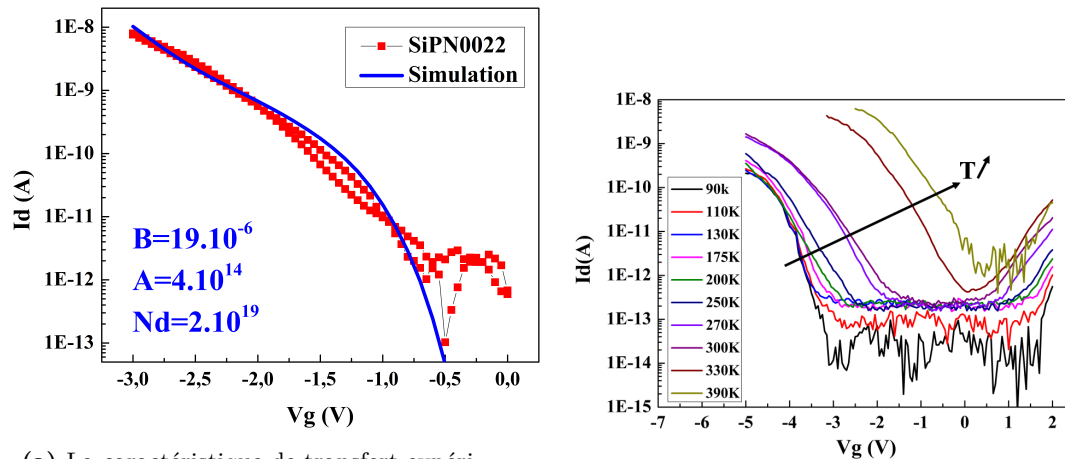 1E-8
1E-9
1E-10
1E-11
1E-12
1E-13
Id (A)
SiPN0022
Simulation
B=19.10-6
A=4.1014
Nd=2.1019
-3,0 -2,5 -2,0 -1,5 -1,0 -0,5 0,0
Vg (V)
1E-8
1E-9
1E-10
1E-11
1E-12
1E-13
1E-14
1E-15
Id(A)
T
90k
110K
130K
175K
200K
250K
270K
300K
330K
390K
-7 -6 -5 -4 -3 -2 -1 0 1 2
Vg (V)